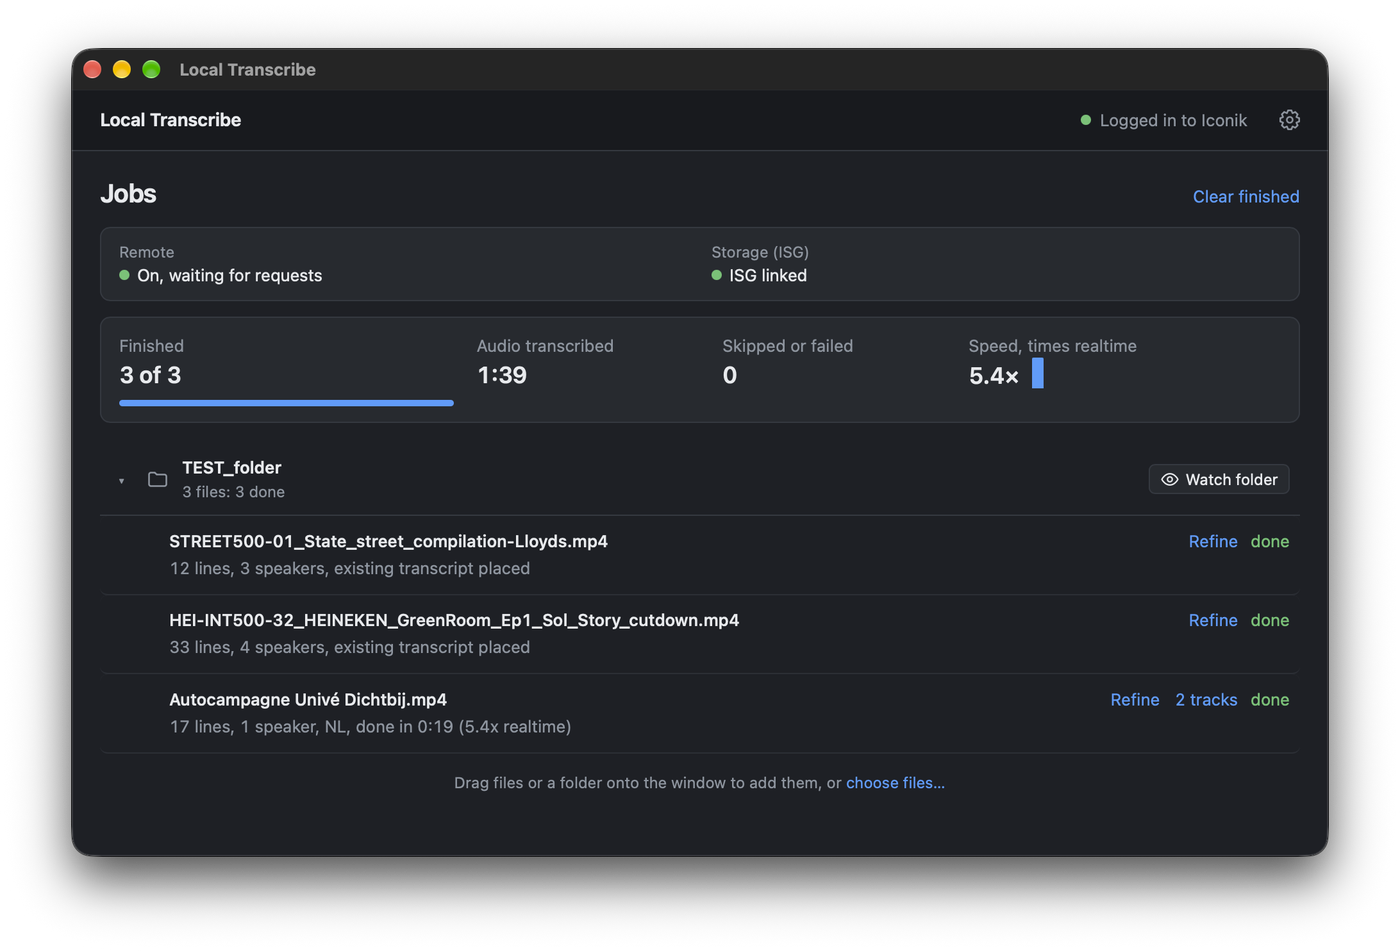 Local Transcribe
Local Transcribe
Logged in to Iconik
Jobs
Clear finished
Remote
On, waiting for requests
Storage (ISG)
ISG linked
Finished
3 of 3
Audio transcribed
1:39
Skipped or failed
0
Speed, times realtime
5.4×
TEST_folder
3 files: 3 done
Watch folder
STREET500-01_State_street_compilation-Lloyds.mp4
Refine done
12 lines, 3 speakers, existing transcript placed
HEI-INT500-32_HEINEKEN_GreenRoom_Ep1_Sol_Story_cutdown.mp4
Refine done
33 lines, 4 speakers, existing transcript placed
Autocampagne Univé Dichtbij.mp4
Refine 2 tracks done
17 lines, 1 speaker, NL, done in 0:19 (5.4x realtime)
Drag files or a folder onto the window to add them, or choose files...